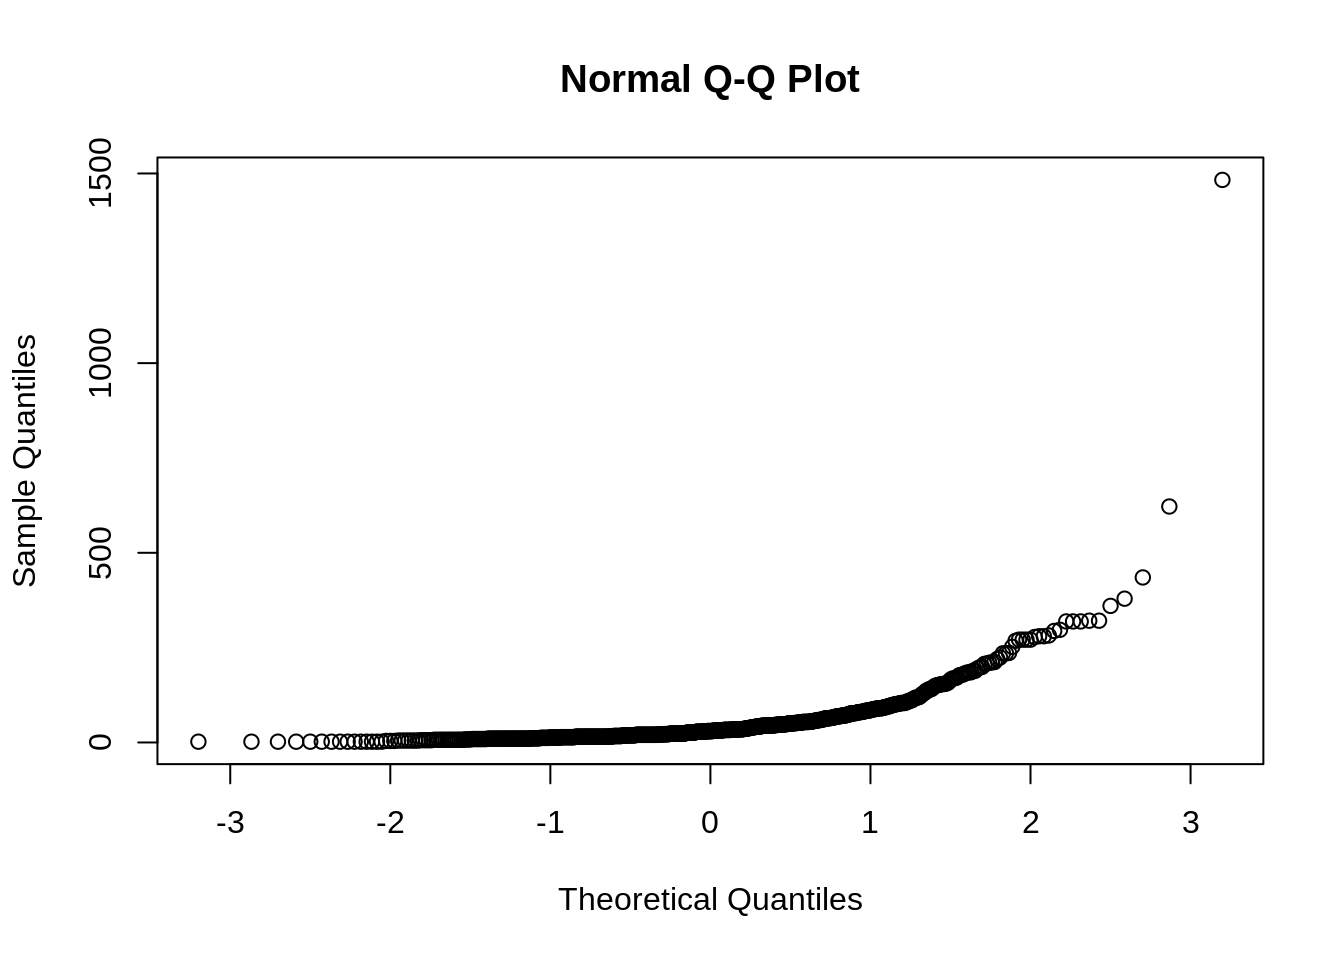 Normal Q-Q Plot
1500
1000
500
0
Sample Quantiles
-3 -2 -1 0 1 2 3
Theoretical Quantiles